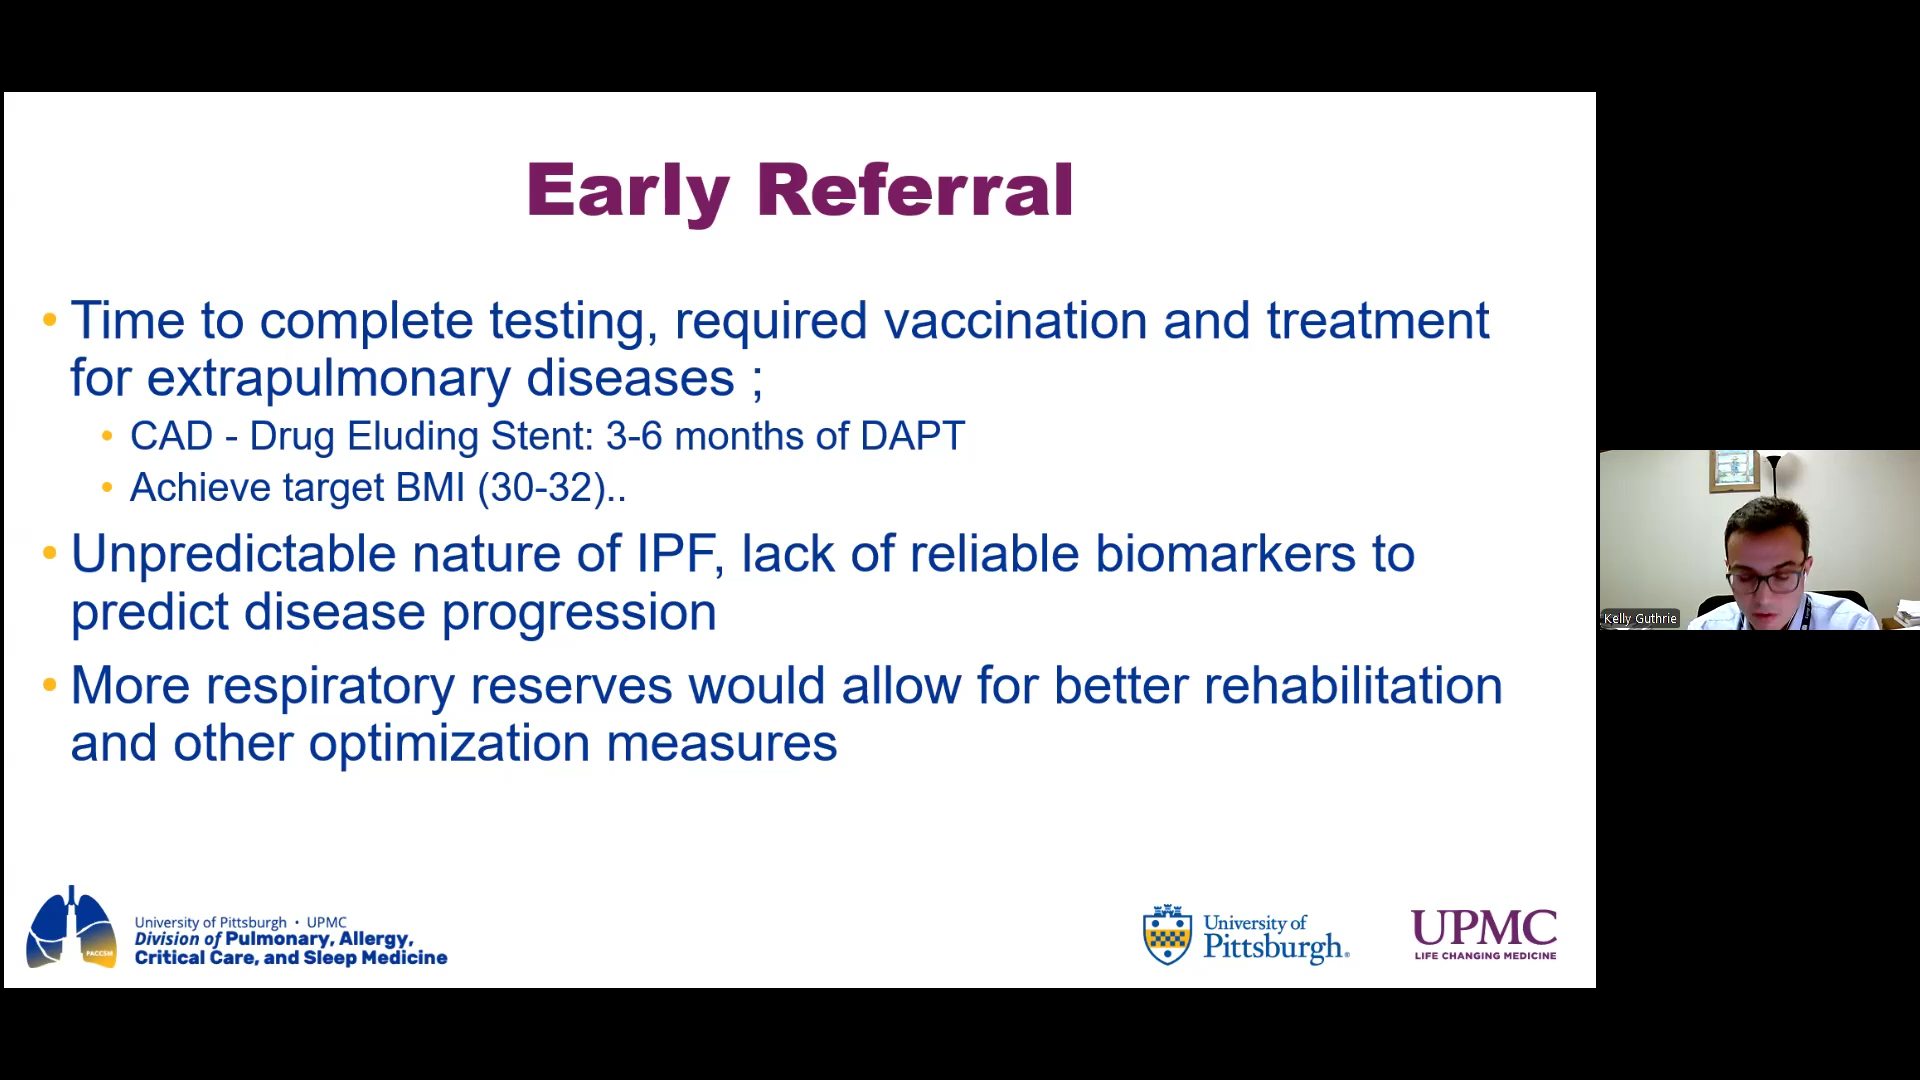 Early Referral
• Time to complete testing, required vaccination and treatment
for extrapulmonary diseases ;
• CAD - Drug Eluding Stent: 3-6 months of DAPT
• Achieve target BMI (30-32)..
• Unpredictable nature of IPF, lack of reliable biomarkers to
predict disease progression
• More respiratory reserves would allow for better rehabilitation
and other optimization measures
Kelly Guthrie
PACCSM
University of Pittsburgh • UPMC
Division of Pulmonary, Allergy,
Critical Care, and Sleep Medicine
University of
Pittsburgh®
UPMC
LIFE CHANGING MEDICINE